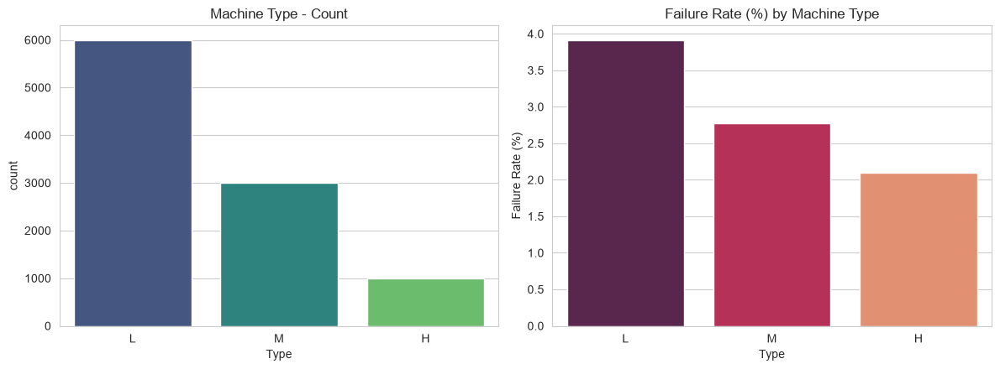 Machine Type - Count
count
6000
5000
4000
3000
2000
1000
0
L
M
H
Type
Failure Rate (%) by Machine Type
Failure Rate (%)
4.0
3.5
3.0
2.5
2.0
1.5
1.0
0.5
0.0
L
M
H
Type